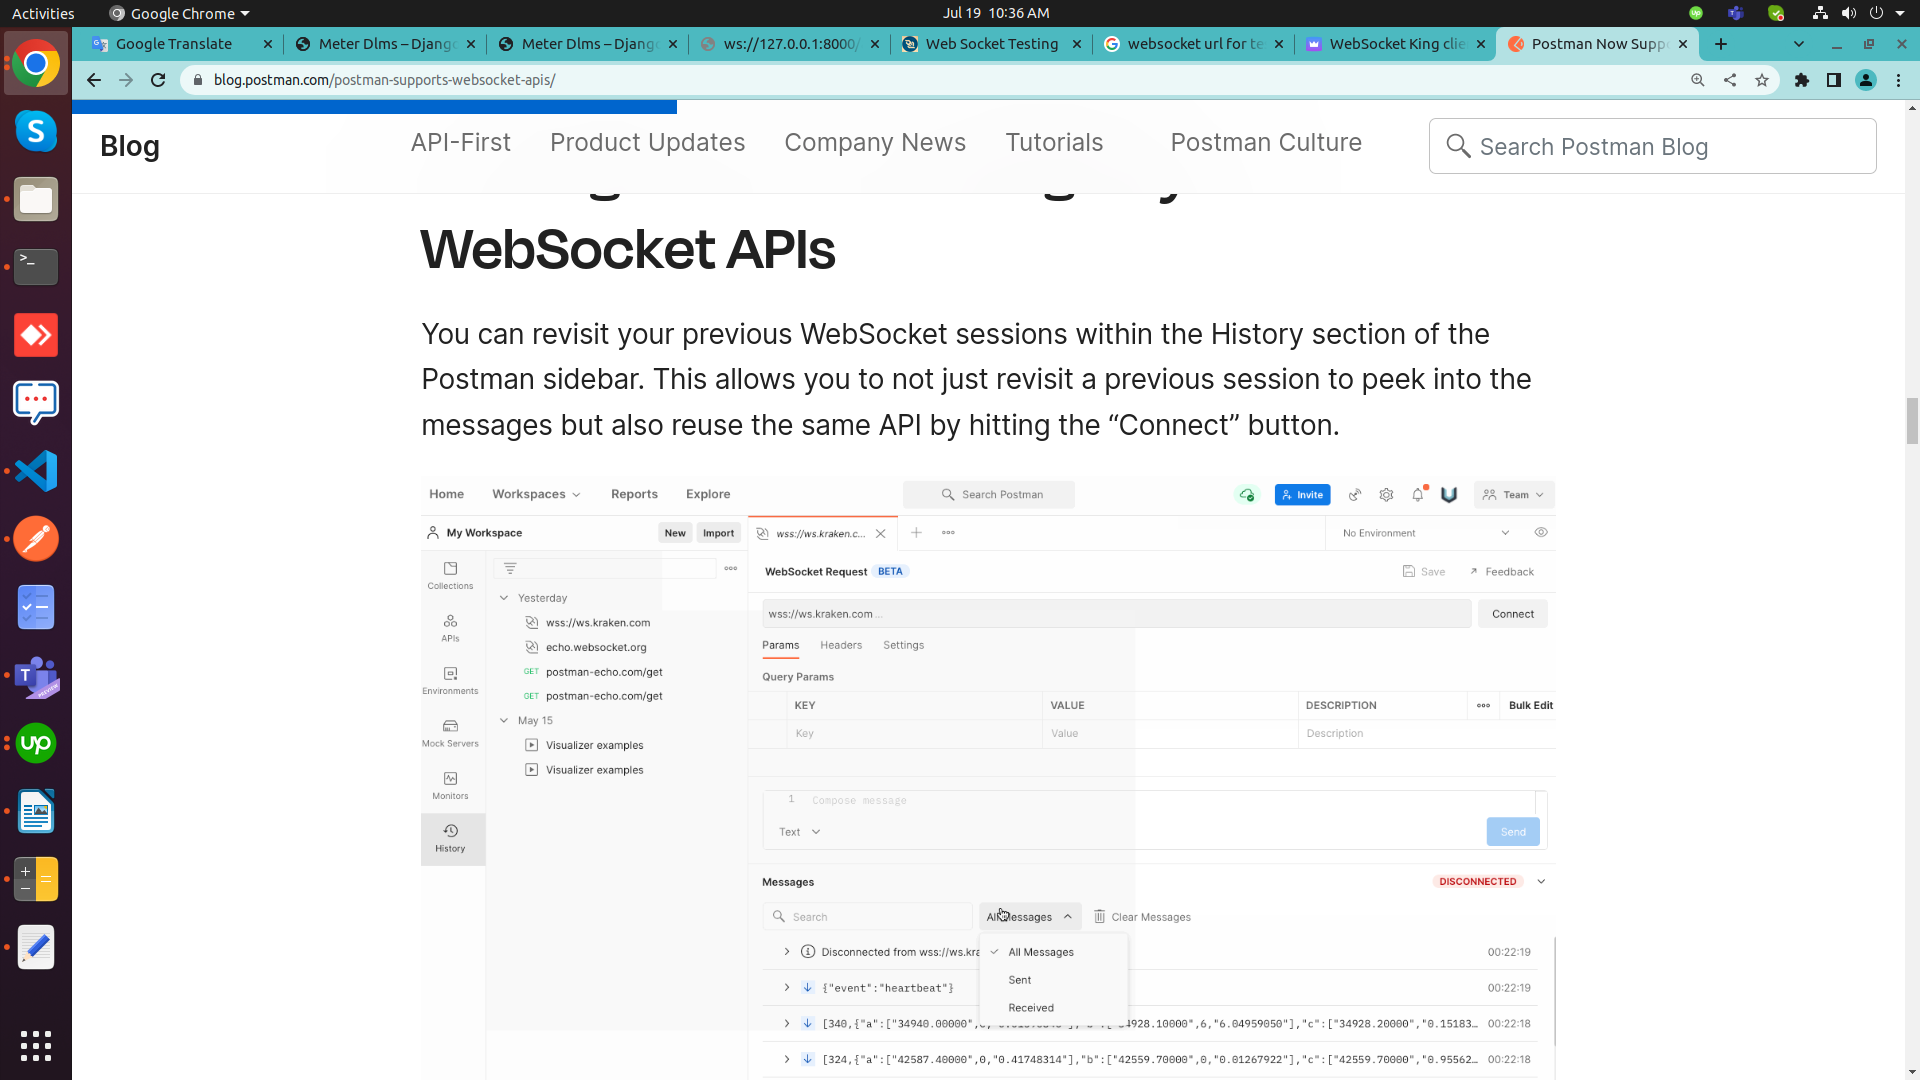 Activities
Google Chrome
Jul 19 10:36 AM
Google Translate
Meter Dlms – Djang
Meter Dlms – Djang
ws://127.0.0.1:8000/
Web Socket Testing
websocket url for te
WebSocket King clie
Postman Now Supp
blog.postman.com/postman-supports-websocket-apis/
Blog
API-First
Product Updates
Company News
Tutorials
Postman Culture
Search Postman Blog
WebSocket APIs
You can revisit your previous WebSocket sessions within the History section of the
Postman sidebar. This allows you to not just revisit a previous session to peek into the
messages but also reuse the same API by hitting the “Connect” button.
Home
Workspaces
Reports
Explore
Search Postman
Invite
Team
My Workspace
New
Import
wss://ws.kraken.c...
No Environment
Collections
APIs
Environments
Mock Servers
Monitors
History
Yesterday
wss://ws.kraken.com
echo.websocket.org
GET postman-echo.com/get
GET postman-echo.com/get
May 15
Visualizer examples
Visualizer examples
WebSocket Request BETA
Save
Feedback
wss://ws.kraken.com ...
Connect
Params
Headers
Settings
Query Params
KEY
VALUE
DESCRIPTION
Bulk Edit
Key
Value
Description
1 Compose message
Text
Send
Messages
DISCONNECTED
Search
All Messages
Clear Messages
All Messages
Sent
Received
Disconnected from wss://ws.kra
00:22:19
{"event":"heartbeat"}
00:22:19
[340,{"a":["34940.00000",
34928.10000",6,"6.04959050"],"c":["34928.20000","0.15183...
00:22:18
[324,{"a":["42587.40000",0,"0.41748314"],"b":["42559.70000",0,"0.01267922"],"c":["42559.70000","0.95562...
00:22:18